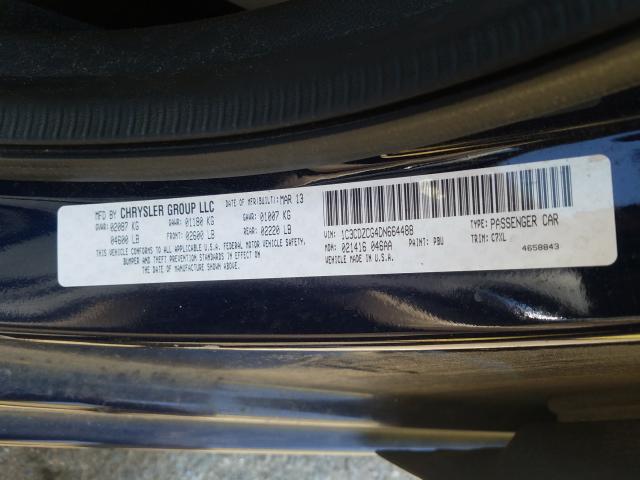 MFD BY CHRYSLER GROUP LLC DATE OF MFR(BUILT): MAR 13
GVWR: 02087 KG GAWR: 01180 KG GAWR: 01007 KG
04600 LB FRONT: 02600 LB REAR: 02220 LB
THIS VEHICLE CONFORMS TO ALL APPLICABLE U.S.A. FEDERAL MOTOR VEHICLE SAFETY,
BUMPER AND THEFT PREVENTION STANDARDS IN EFFECT ON
THE DATE OF MANUFACTURE SHOWN ABOVE.
VIN: 1C3CDZCG4DN664488 TYPE: PASSENGER CAR
MDH: 021416 046AA PAINT: PBU TRIM: C7XL
VEHICLE MADE IN U.S.A. 4658843